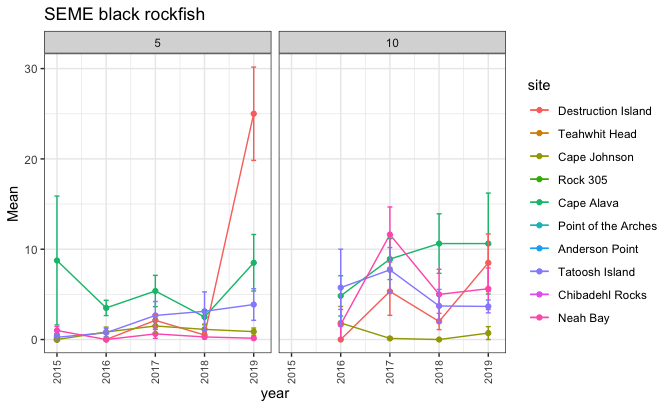 SEME black rockfish
5
10
30
20
10
0
Mean
2015
2016
2017
2018
2019
2015
2016
2017
2018
2019
year
site
Destruction Island
Teahwhit Head
Cape Johnson
Rock 305
Cape Alava
Point of the Arches
Anderson Point
Tatoosh Island
Chibadehl Rocks
Neah Bay